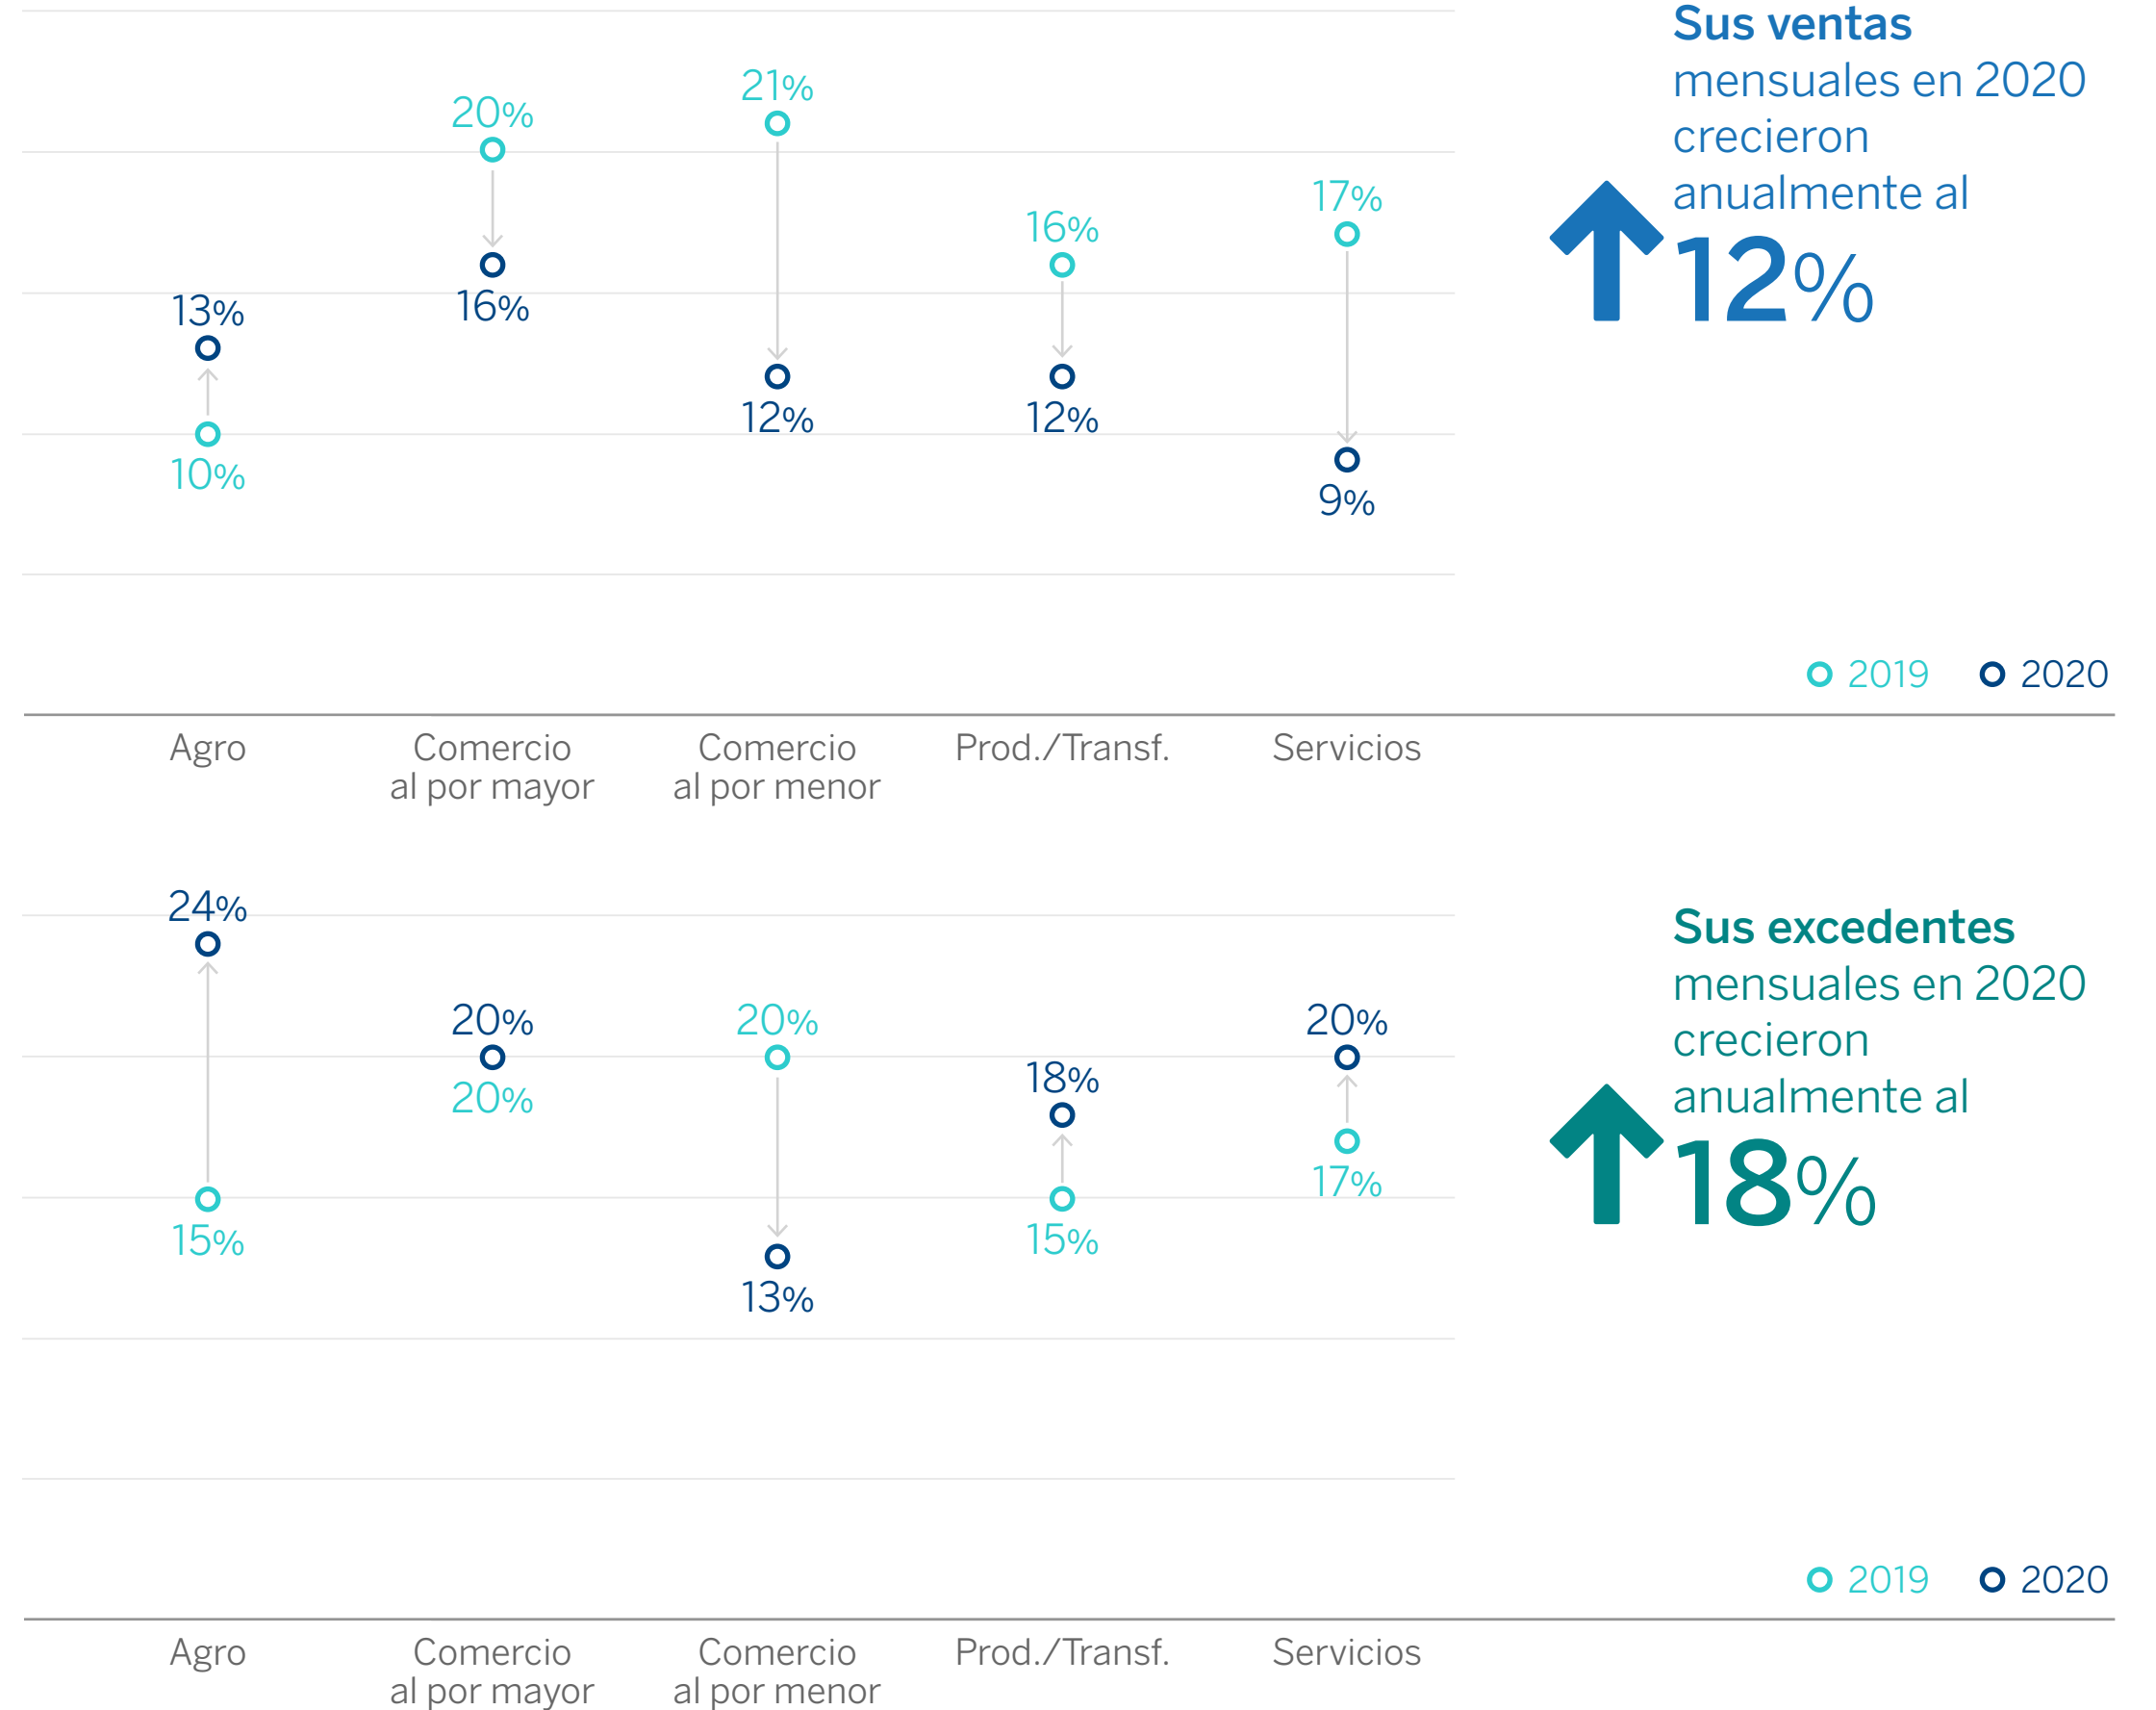 Sus ventas
mensuales en 2020
crecieron
anualmente al
12%
21%
20%
17%
16%
13%
16%
12%
12%
10%
9%
2019
2020
Agro
Comercio
al por mayor
Comercio
al por menor
Prod./Transf.
Servicios
Sus excedentes
mensuales en 2020
crecieron
anualmente al
18%
24%
20%
20%
20%
18%
20%
17%
15%
15%
13%
2019
2020
Agro
Comercio
al por mayor
Comercio
al por menor
Prod./Transf.
Servicios